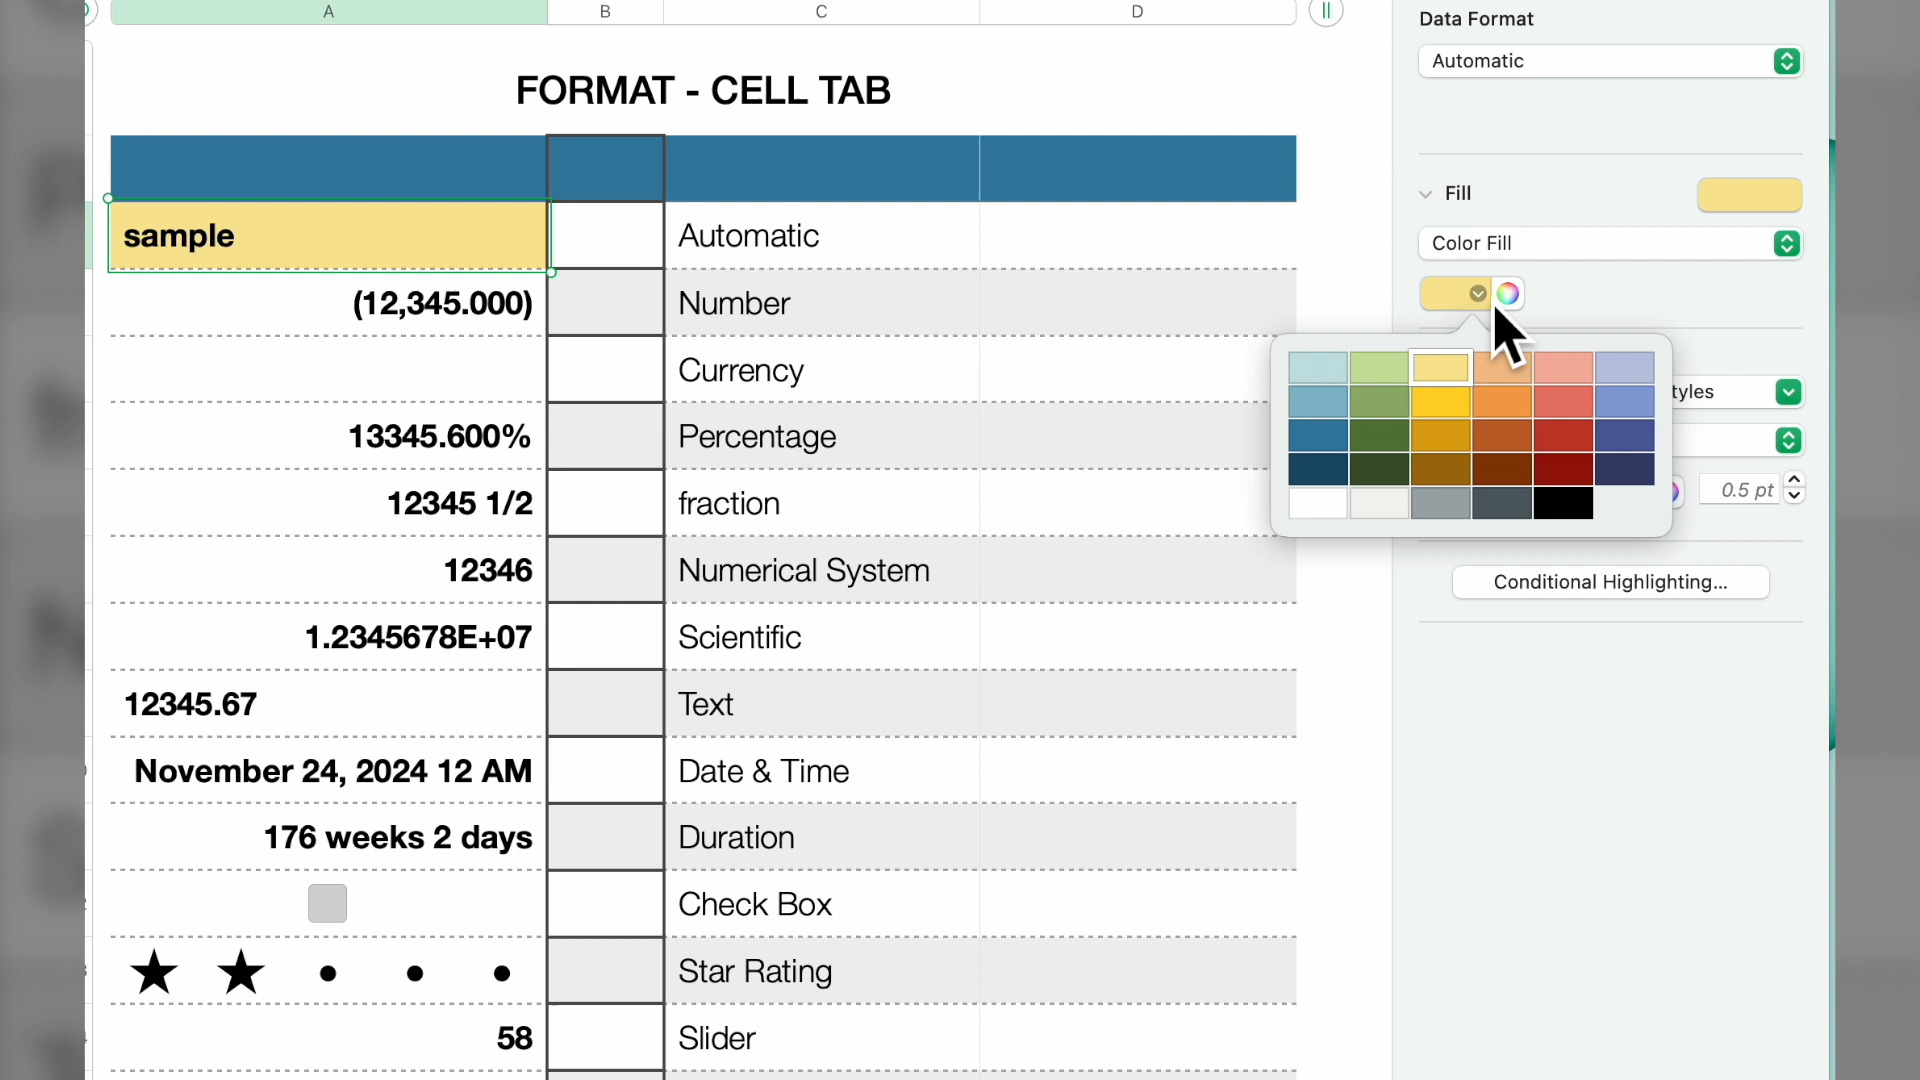 A B C D
FORMAT - CELL TAB
sample Automatic
(12,345.000) Number
Currency
13345.600% Percentage
12345 1/2 fraction
12346 Numerical System
1.2345678E+07 Scientific
12345.67 Text
November 24, 2024 12 AM Date & Time
176 weeks 2 days Duration
Check Box
Star Rating
58 Slider
Data Format
Automatic
Fill
Color Fill
tyles
0.5 pt
Conditional Highlighting...